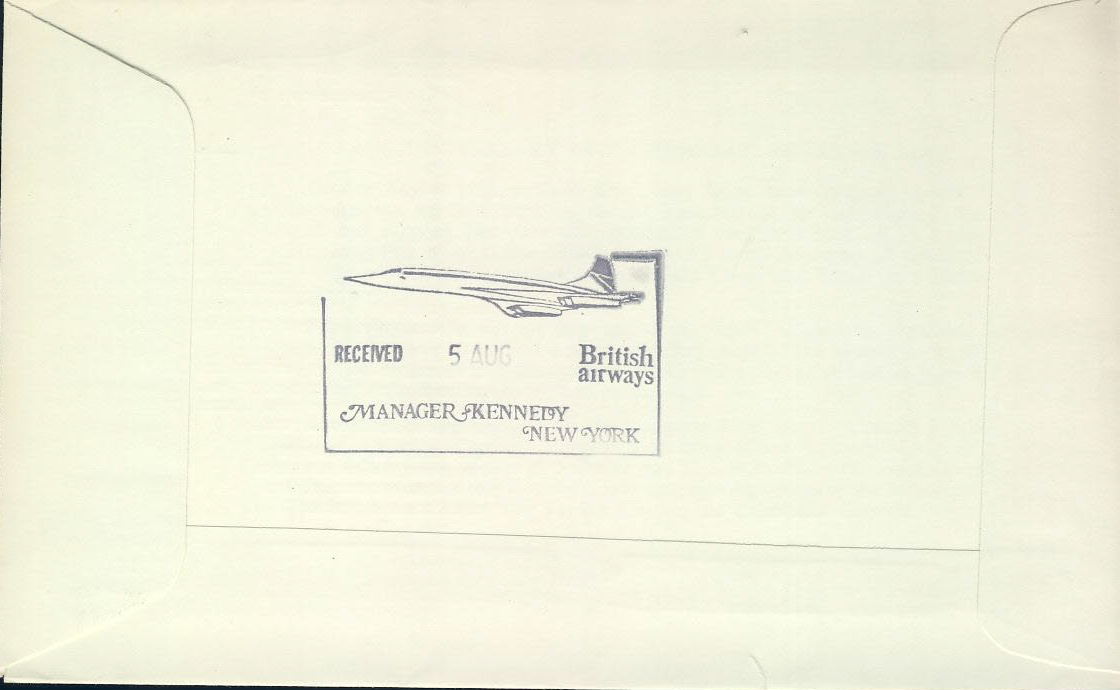 RECEIVED 5 AUG
British
airways
MANAGER KENNEDY
NEW YORK